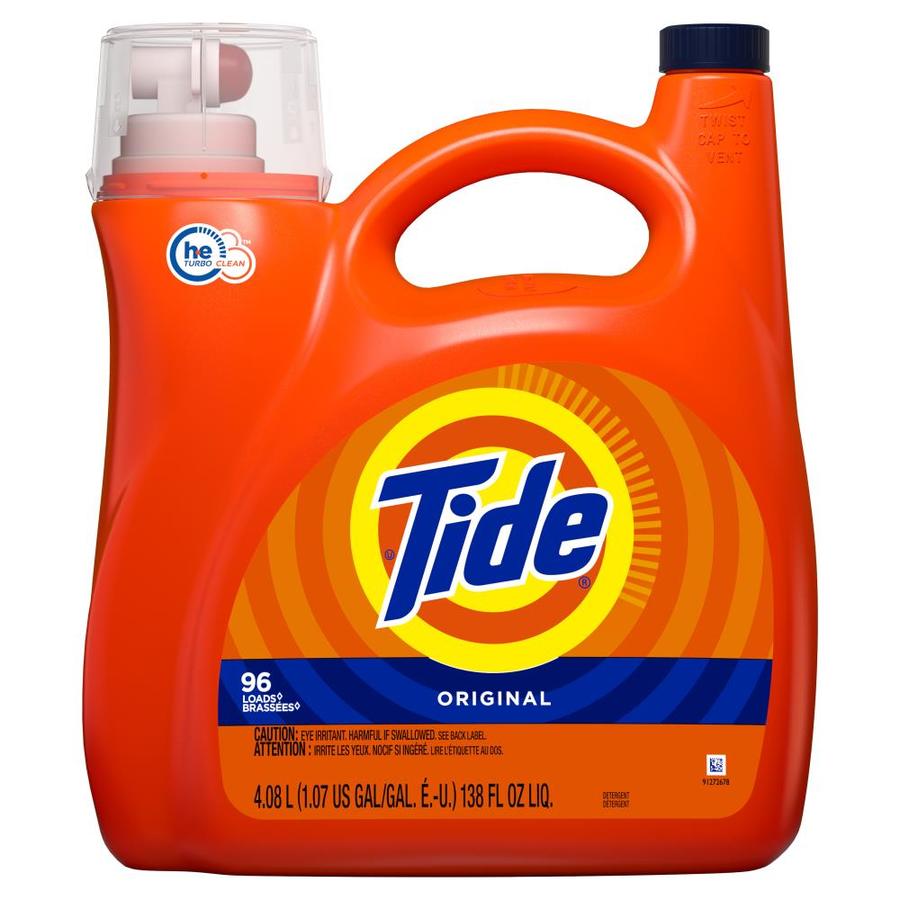 TWIST
CAP TO
VENT
he
TURBO CLEAN™
Tide®
96
LOADS◊
BRASSÉES◊
ORIGINAL
CAUTION: EYE IRRITANT. HARMFUL IF SWALLOWED. SEE BACK LABEL.
ATTENTION : IRRITE LES YEUX. NOCIF SI INGÉRÉ. LIRE L'ÉTIQUETTE AU DOS.
4.08 L (1.07 US GAL/GAL. É.-U.) 138 FL OZ LIQ.
DETERGENT
DÉTERGENT
91273678